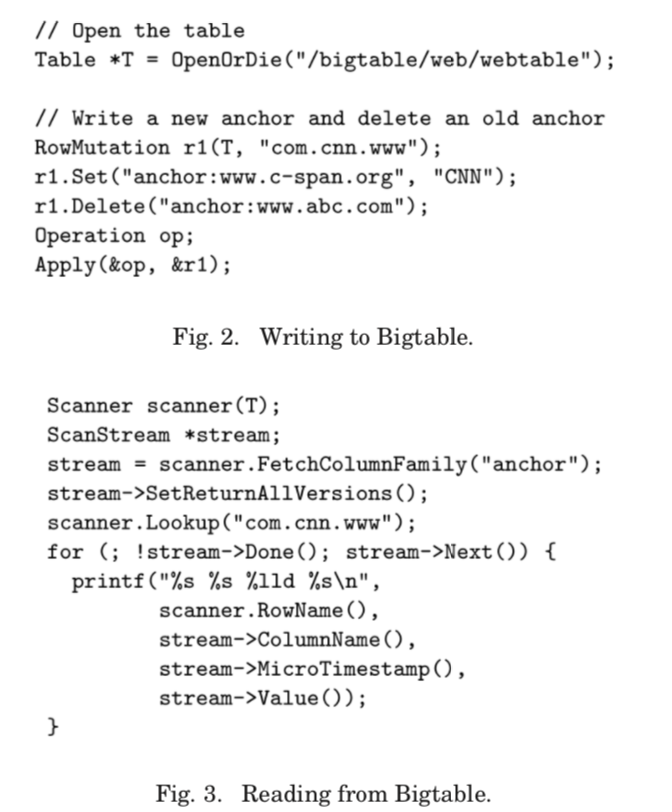 // Open the table
Table *T = OpenOrDie("/bigtable/web/webtable");
// Write a new anchor and delete an old anchor
RowMutation r1(T, "com.cnn.www");
r1.Set("anchor:www.c-span.org", "CNN");
r1.Delete("anchor:www.abc.com");
Operation op;
Apply(&op, &r1);
Fig. 2. Writing to Bigtable.
Scanner scanner(T);
ScanStream *stream;
stream = scanner.FetchColumnFamily("anchor");
stream->SetReturnAllVersions();
scanner.Lookup("com.cnn.www");
for (; !stream->Done(); stream->Next()) {
printf("%s %s %lld %s\n",
scanner.RowName(),
stream->ColumnName(),
stream->MicroTimestamp(),
stream->Value());
}
Fig. 3. Reading from Bigtable.